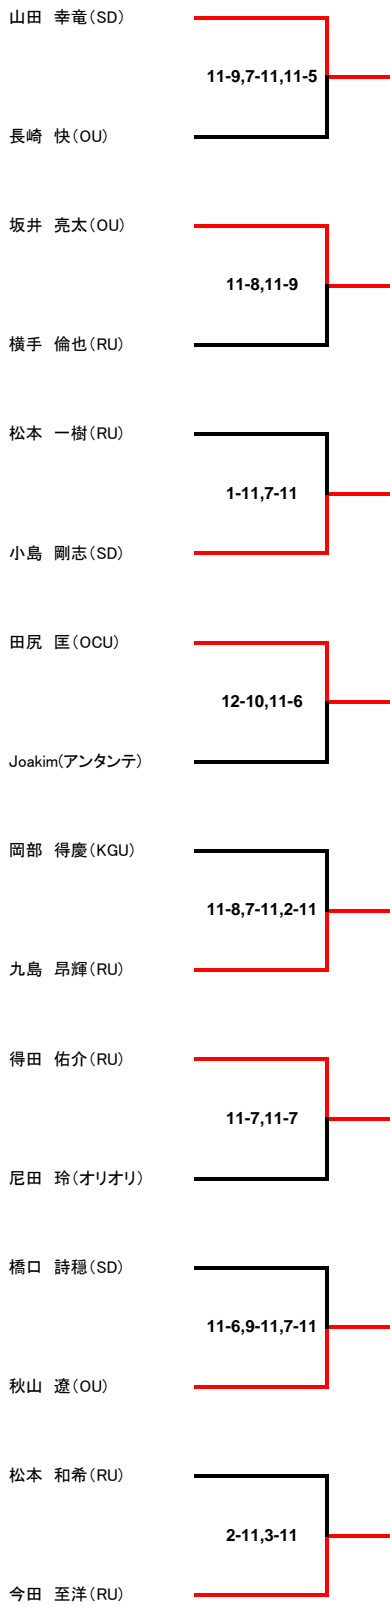 山田 幸竜(SD)
11-9,7-11,11-5
長崎 快(OU)
坂井 亮太(OU)
11-8,11-9
横手 倫也(RU)
松本 一樹(RU)
1-11,7-11
小島 剛志(SD)
田尻 匡(OCU)
12-10,11-6
Joakim(アンタンテ)
岡部 得慶(KGU)
11-8,7-11,2-11
九島 昂輝(RU)
得田 佑介(RU)
11-7,11-7
尼田 玲(オリオリ)
橋口 詩穏(SD)
11-6,9-11,7-11
秋山 遼(OU)
松本 和希(RU)
2-11,3-11
今田 至洋(RU)